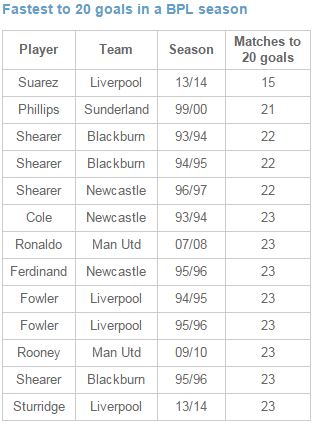 Fastest to 20 goals in a BPL season
Player Team Season Matches to 20 goals
Suarez Liverpool 13/14 15
Phillips Sunderland 99/00 21
Shearer Blackburn 93/94 22
Shearer Blackburn 94/95 22
Shearer Newcastle 96/97 22
Cole Newcastle 93/94 23
Ronaldo Man Utd 07/08 23
Ferdinand Newcastle 95/96 23
Fowler Liverpool 94/95 23
Fowler Liverpool 95/96 23
Rooney Man Utd 09/10 23
Shearer Blackburn 95/96 23
Sturridge Liverpool 13/14 23